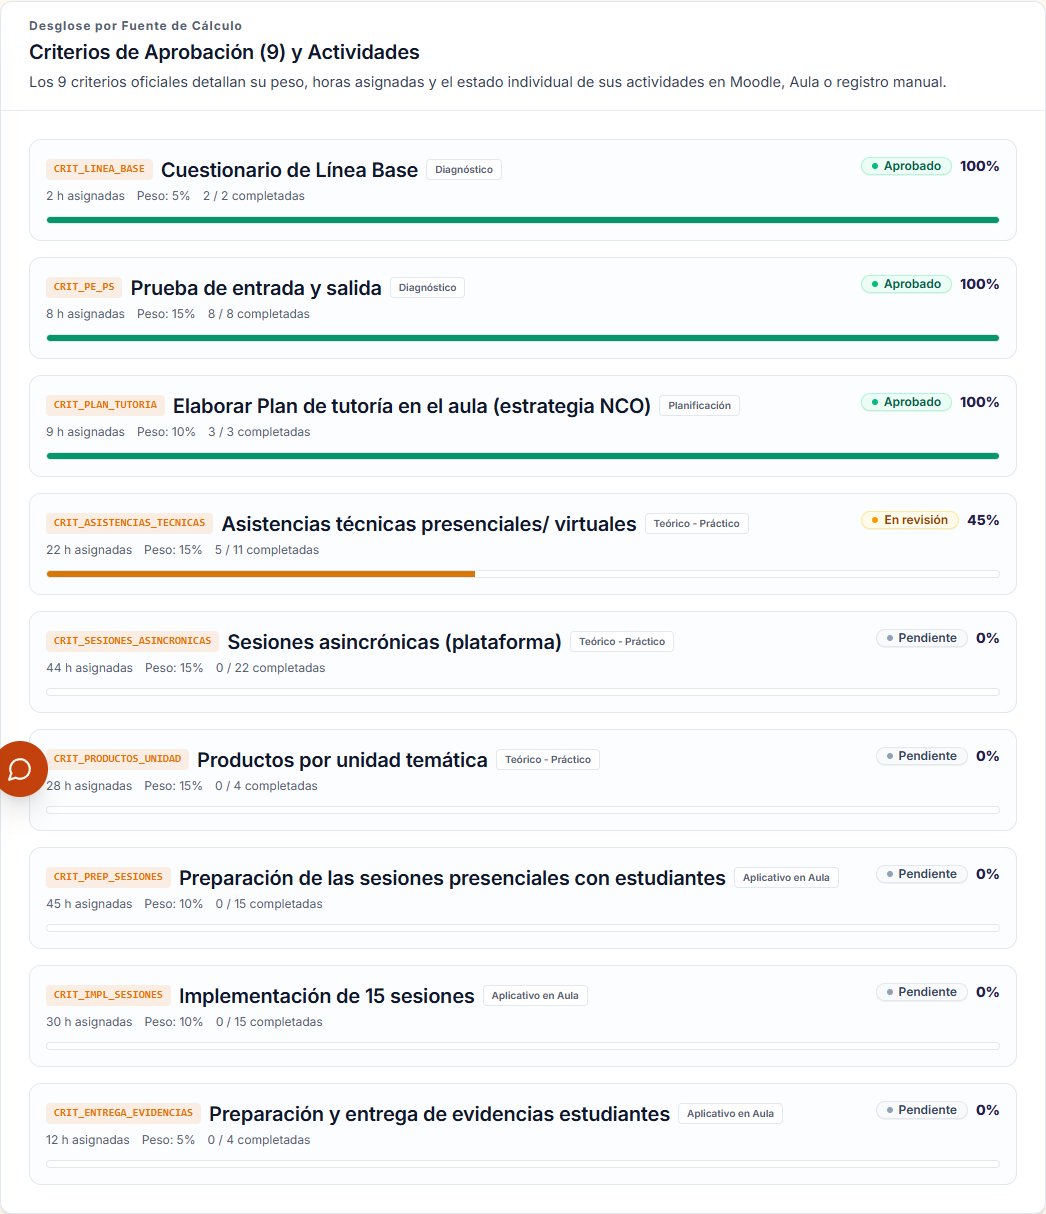 Desglose por Fuente de Cálculo
Criterios de Aprobación (9) y Actividades
Los 9 criterios oficiales detallan su peso, horas asignadas y el estado individual de sus actividades en Moodle, Aula o registro manual.
CRIT_LINEA_BASE Cuestionario de Línea Base Diagnóstico Aprobado 100%
2 h asignadas Peso: 5% 2 / 2 completadas
CRIT_PE_PS Prueba de entrada y salida Diagnóstico Aprobado 100%
8 h asignadas Peso: 15% 8 / 8 completadas
CRIT_PLAN_TUTORIA Elaborar Plan de tutoría en el aula (estrategia NCO) Planificación Aprobado 100%
9 h asignadas Peso: 10% 3 / 3 completadas
CRIT_ASISTENCIAS_TECNICAS Asistencias técnicas presenciales/ virtuales Teórico - Práctico En revisión 45%
22 h asignadas Peso: 15% 5 / 11 completadas
CRIT_SESIONES_ASINCRONICAS Sesiones asincrónicas (plataforma) Teórico - Práctico Pendiente 0%
44 h asignadas Peso: 15% 0 / 22 completadas
CRIT_PRODUCTOS_UNIDAD Productos por unidad temática Teórico - Práctico Pendiente 0%
28 h asignadas Peso: 15% 0 / 4 completadas
CRIT_PREP_SESIONES Preparación de las sesiones presenciales con estudiantes Aplicativo en Aula Pendiente 0%
45 h asignadas Peso: 10% 0 / 15 completadas
CRIT_IMPL_SESIONES Implementación de 15 sesiones Aplicativo en Aula Pendiente 0%
30 h asignadas Peso: 10% 0 / 15 completadas
CRIT_ENTREGA_EVIDENCIAS Preparación y entrega de evidencias estudiantes Aplicativo en Aula Pendiente 0%
12 h asignadas Peso: 5% 0 / 4 completadas